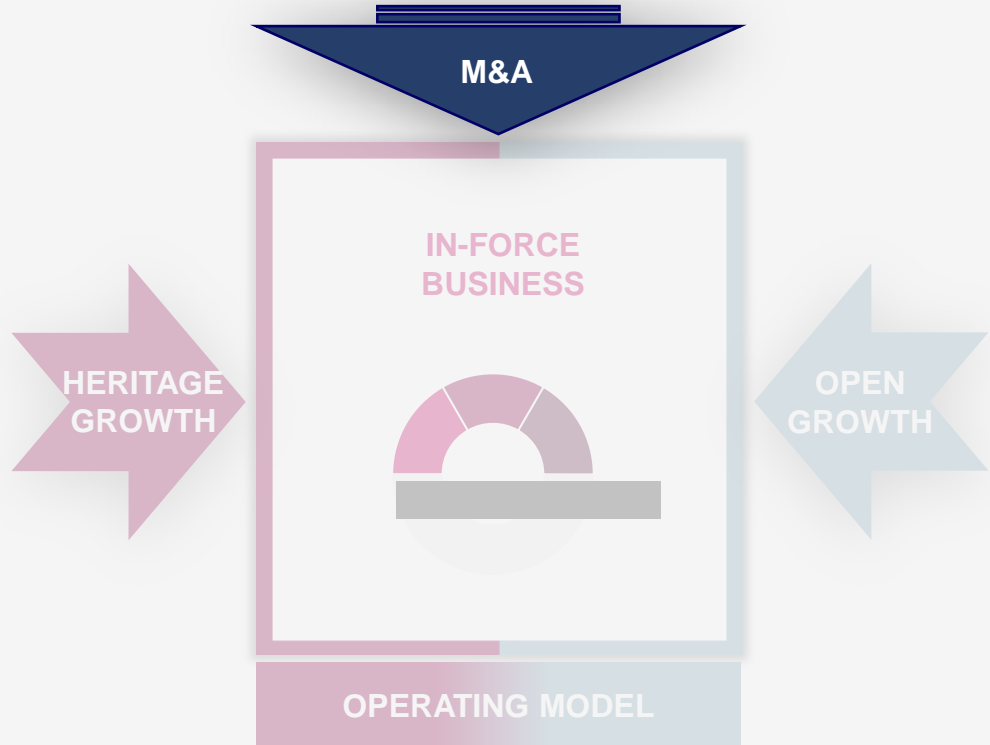 M&A
IN-FORCE
BUSINESS
HERITAGE
GROWTH
OPEN
GROWTH
OPERATING MODEL